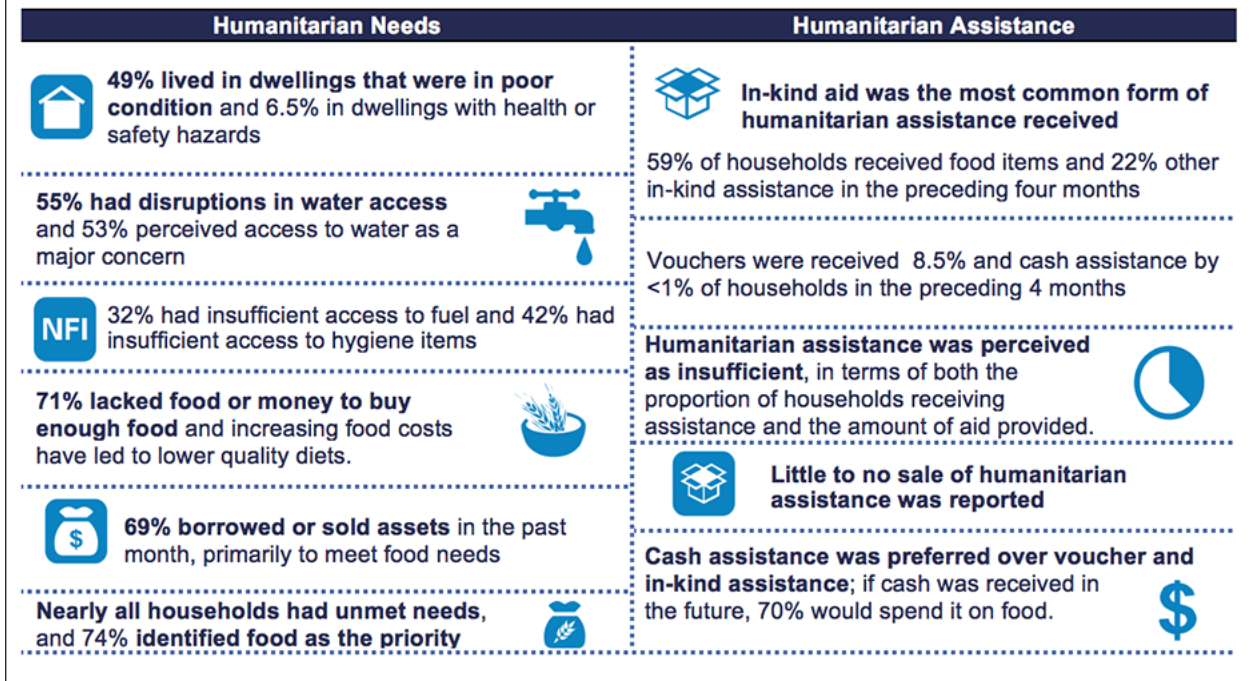 Humanitarian Needs
49% lived in dwellings that were in poor
condition and 6.5% in dwellings with health or
safety hazards
55% had disruptions in water access
and 53% perceived access to water as a
major concern
NFI
32% had insufficient access to fuel and 42% had
insufficient access to hygiene items
71% lacked food or money to buy
enough food and increasing food costs
have led to lower quality diets.
$
69% borrowed or sold assets in the past
month, primarily to meet food needs
Nearly all households had unmet needs,
and 74% identified food as the priority
Humanitarian Assistance
In-kind aid was the most common form of
humanitarian assistance received
59% of households received food items and 22% other
in-kind assistance in the preceding four months
Vouchers were received  8.5% and cash assistance by
<1% of households in the preceding 4 months
Humanitarian assistance was perceived
as insufficient, in terms of both the
proportion of households receiving
assistance and the amount of aid provided.
Little to no sale of humanitarian
assistance was reported
Cash assistance was preferred over voucher and
in-kind assistance; if cash was received in
the future, 70% would spend it on food.
$